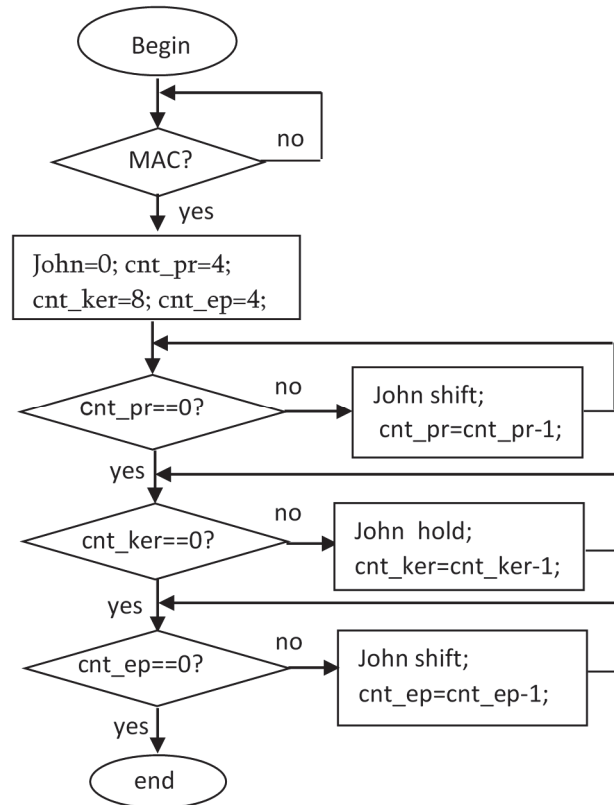 Begin
no
MAC?
yes
John=0; cnt_pr=4;
cnt_ker=8; cnt_ep=4;
cnt_pr==0?
no
John shift;
cnt_pr=cnt_pr-1;
yes
cnt_ker==0?
no
John hold;
cnt_ker=cnt_ker-1;
yes
cnt_ep==0?
no
John shift;
cnt_ep=cnt_ep-1;
yes
end